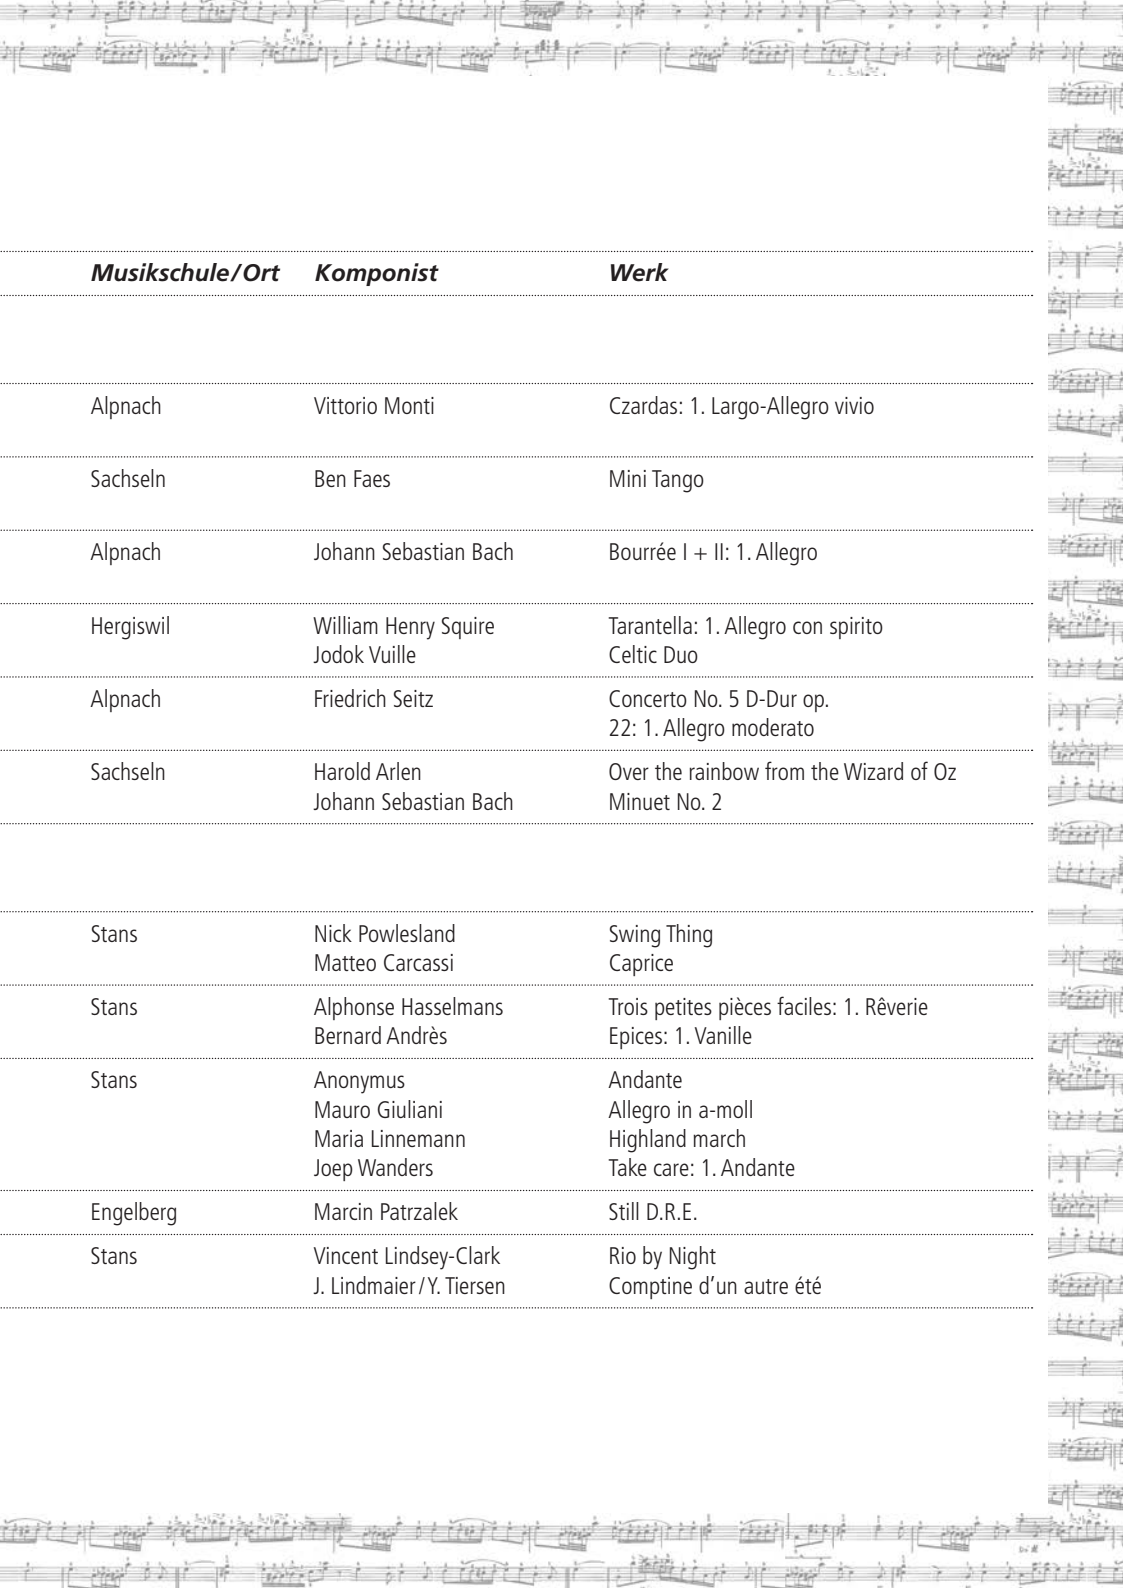 Musikschule/Ort Komponist Werk
Alpnach Vittorio Monti Czardas: 1. Largo-Allegro vivio
Sachseln Ben Faes Mini Tango
Alpnach Johann Sebastian Bach Bourrée I + II: 1. Allegro
Hergiswil William Henry Squire Tarantella: 1. Allegro con spirito
Jodok Vuille Celtic Duo
Alpnach Friedrich Seitz Concerto No. 5 D-Dur op.
22: 1. Allegro moderato
Sachseln Harold Arlen Over the rainbow from the Wizard of Oz
Johann Sebastian Bach Minuet No. 2
Stans Nick Powlesland Swing Thing
Matteo Carcassi Caprice
Stans Alphonse Hasselmans Trois petites pièces faciles: 1. Rêverie
Bernard Andrès Epices: 1. Vanille
Stans Anonymus Andante
Mauro Giuliani Allegro in a-moll
Maria Linnemann Highland march
Joep Wanders Take care: 1. Andante
Engelberg Marcin Patrzalek Still D.R.E.
Stans Vincent Lindsey-Clark Rio by Night
J. Lindmaier/Y. Tiersen Comptine d'un autre été